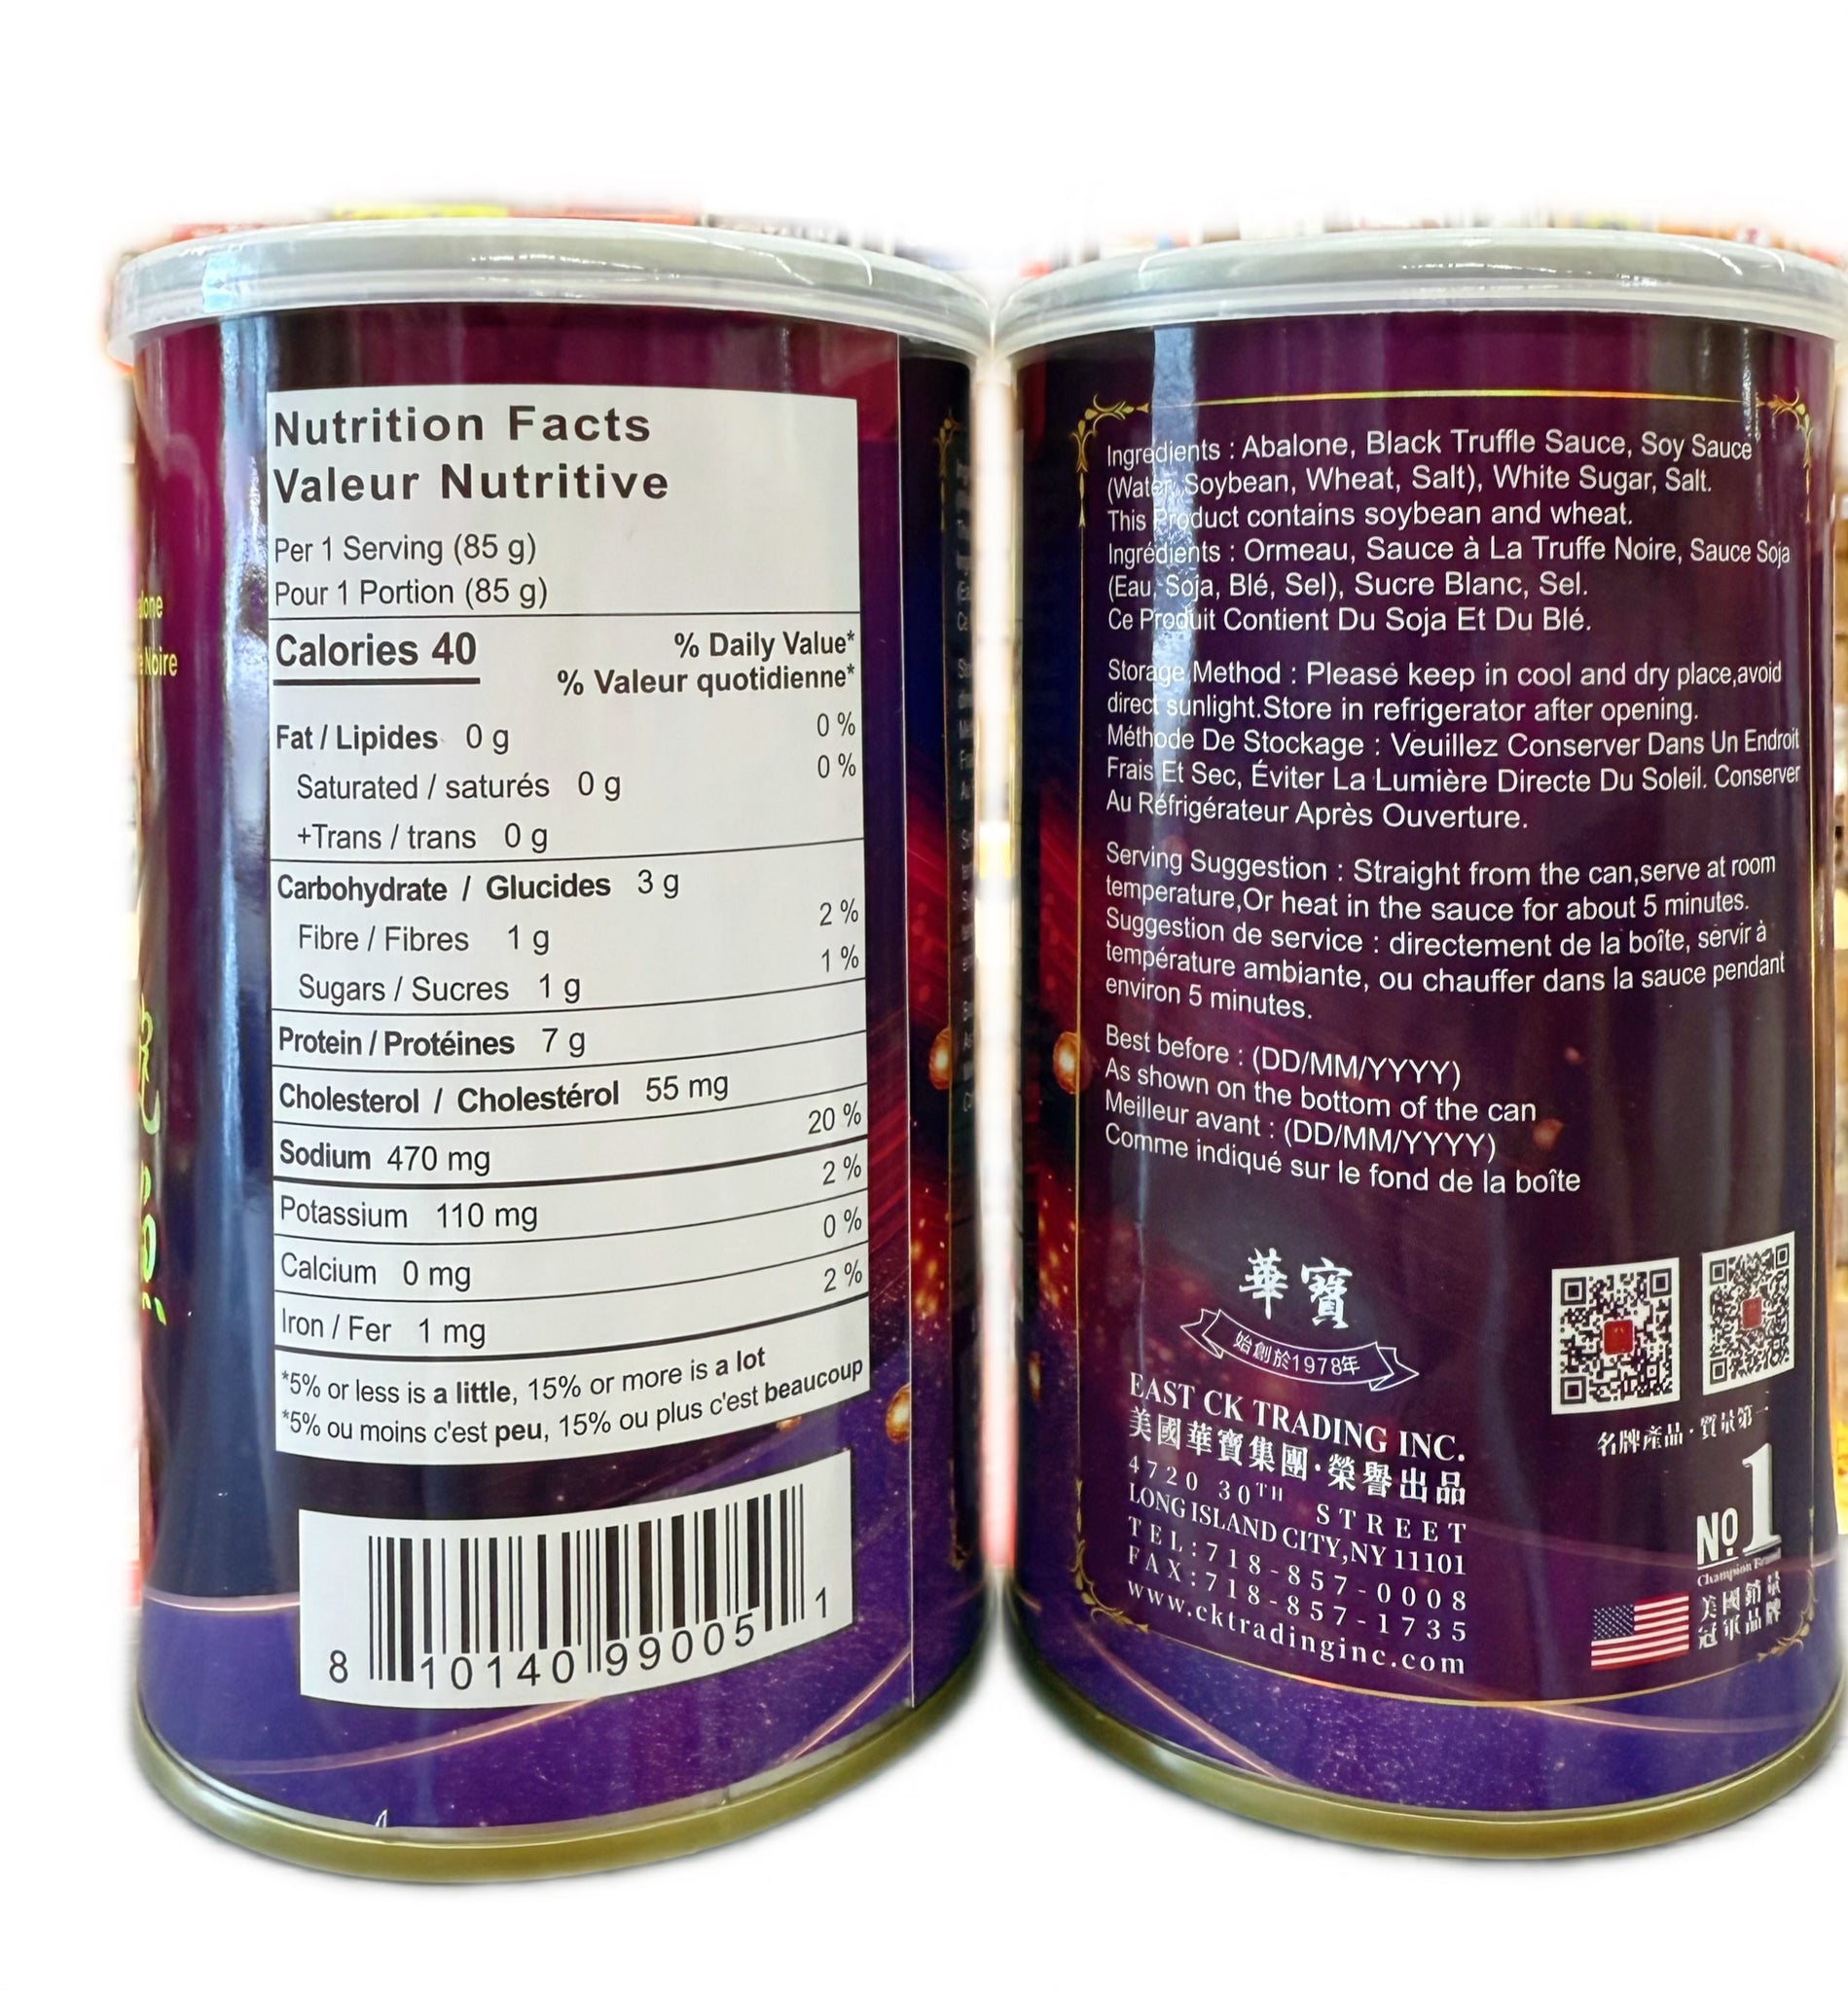 Nutrition Facts
Valeur Nutritive
Per 1 Serving (85 g)
Pour 1 Portion (85 g)
Calories 40
% Daily Value*
% Valeur quotidienne*
Fat / Lipides 0 g 0 %
Saturated / saturés 0 g 0 %
+Trans / trans 0 g
Carbohydrate / Glucides 3 g
Fibre / Fibres 1 g 2 %
Sugars / Sucres 1 g 1 %
Protein / Protéines 7 g
Cholesterol / Cholestérol 55 mg
Sodium 470 mg 20 %
Potassium 110 mg 2 %
Calcium 0 mg 0 %
Iron / Fer 1 mg 2 %
*5% or less is a little, 15% or more is a lot
*5% ou moins c'est peu, 15% ou plus c'est beaucoup
8 10140 99005 1
Noire
Ingredients : Abalone, Black Truffle Sauce, Soy Sauce
(Water, Soybean, Wheat, Salt), White Sugar, Salt.
This Product contains soybean and wheat.
Ingrédients : Ormeau, Sauce à La Truffe Noire, Sauce Soja
(Eau, Soja, Blé, Sel), Sucre Blanc, Sel.
Ce Produit Contient Du Soja Et Du Blé.
Storage Method : Please keep in cool and dry place,avoid
direct sunlight.Store in refrigerator after opening.
Méthode De Stockage : Veuillez Conserver Dans Un Endroit
Frais Et Sec, Éviter La Lumière Directe Du Soleil. Conserver
Au Réfrigérateur Après Ouverture.
Serving Suggestion : Straight from the can,serve at room
temperature,Or heat in the sauce for about 5 minutes.
Suggestion de service : directement de la boîte, servir à
température ambiante, ou chauffer dans la sauce pendant
environ 5 minutes.
Best before : (DD/MM/YYYY)
As shown on the bottom of the can
Meilleur avant : (DD/MM/YYYY)
Comme indiqué sur le fond de la boîte
華寶
始創於1978年
EAST CK TRADING INC.
美國華寶集團·榮譽出品
4720 30TH STREET
LONG ISLAND CITY,NY 11101
TEL:718-857-0008
FAX:718-857-1735
www.cktradinginc.com
名牌產品·質量第一
NO 1
Champion Brand
美國銷量
冠軍品牌